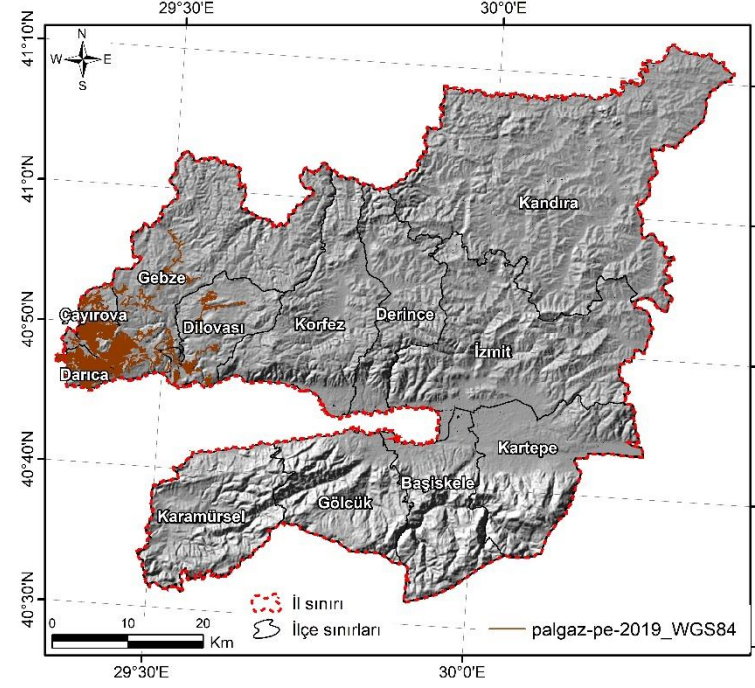 29°30'E 30°0'E
41°10'N
N
W E
S
41°0'N
Kandıra
Gebze
40°50'N
Çayırova
Dilovası
Körfez
Derince
İzmit
Darıca
40°40'N
Kartepe
Başiskele
Gölcük
Karamürsel
40°30'N
İl sınırı
0 10 20
Km
İlçe sınırları
palgaz-pe-2019_WGS84
29°30'E 30°0'E